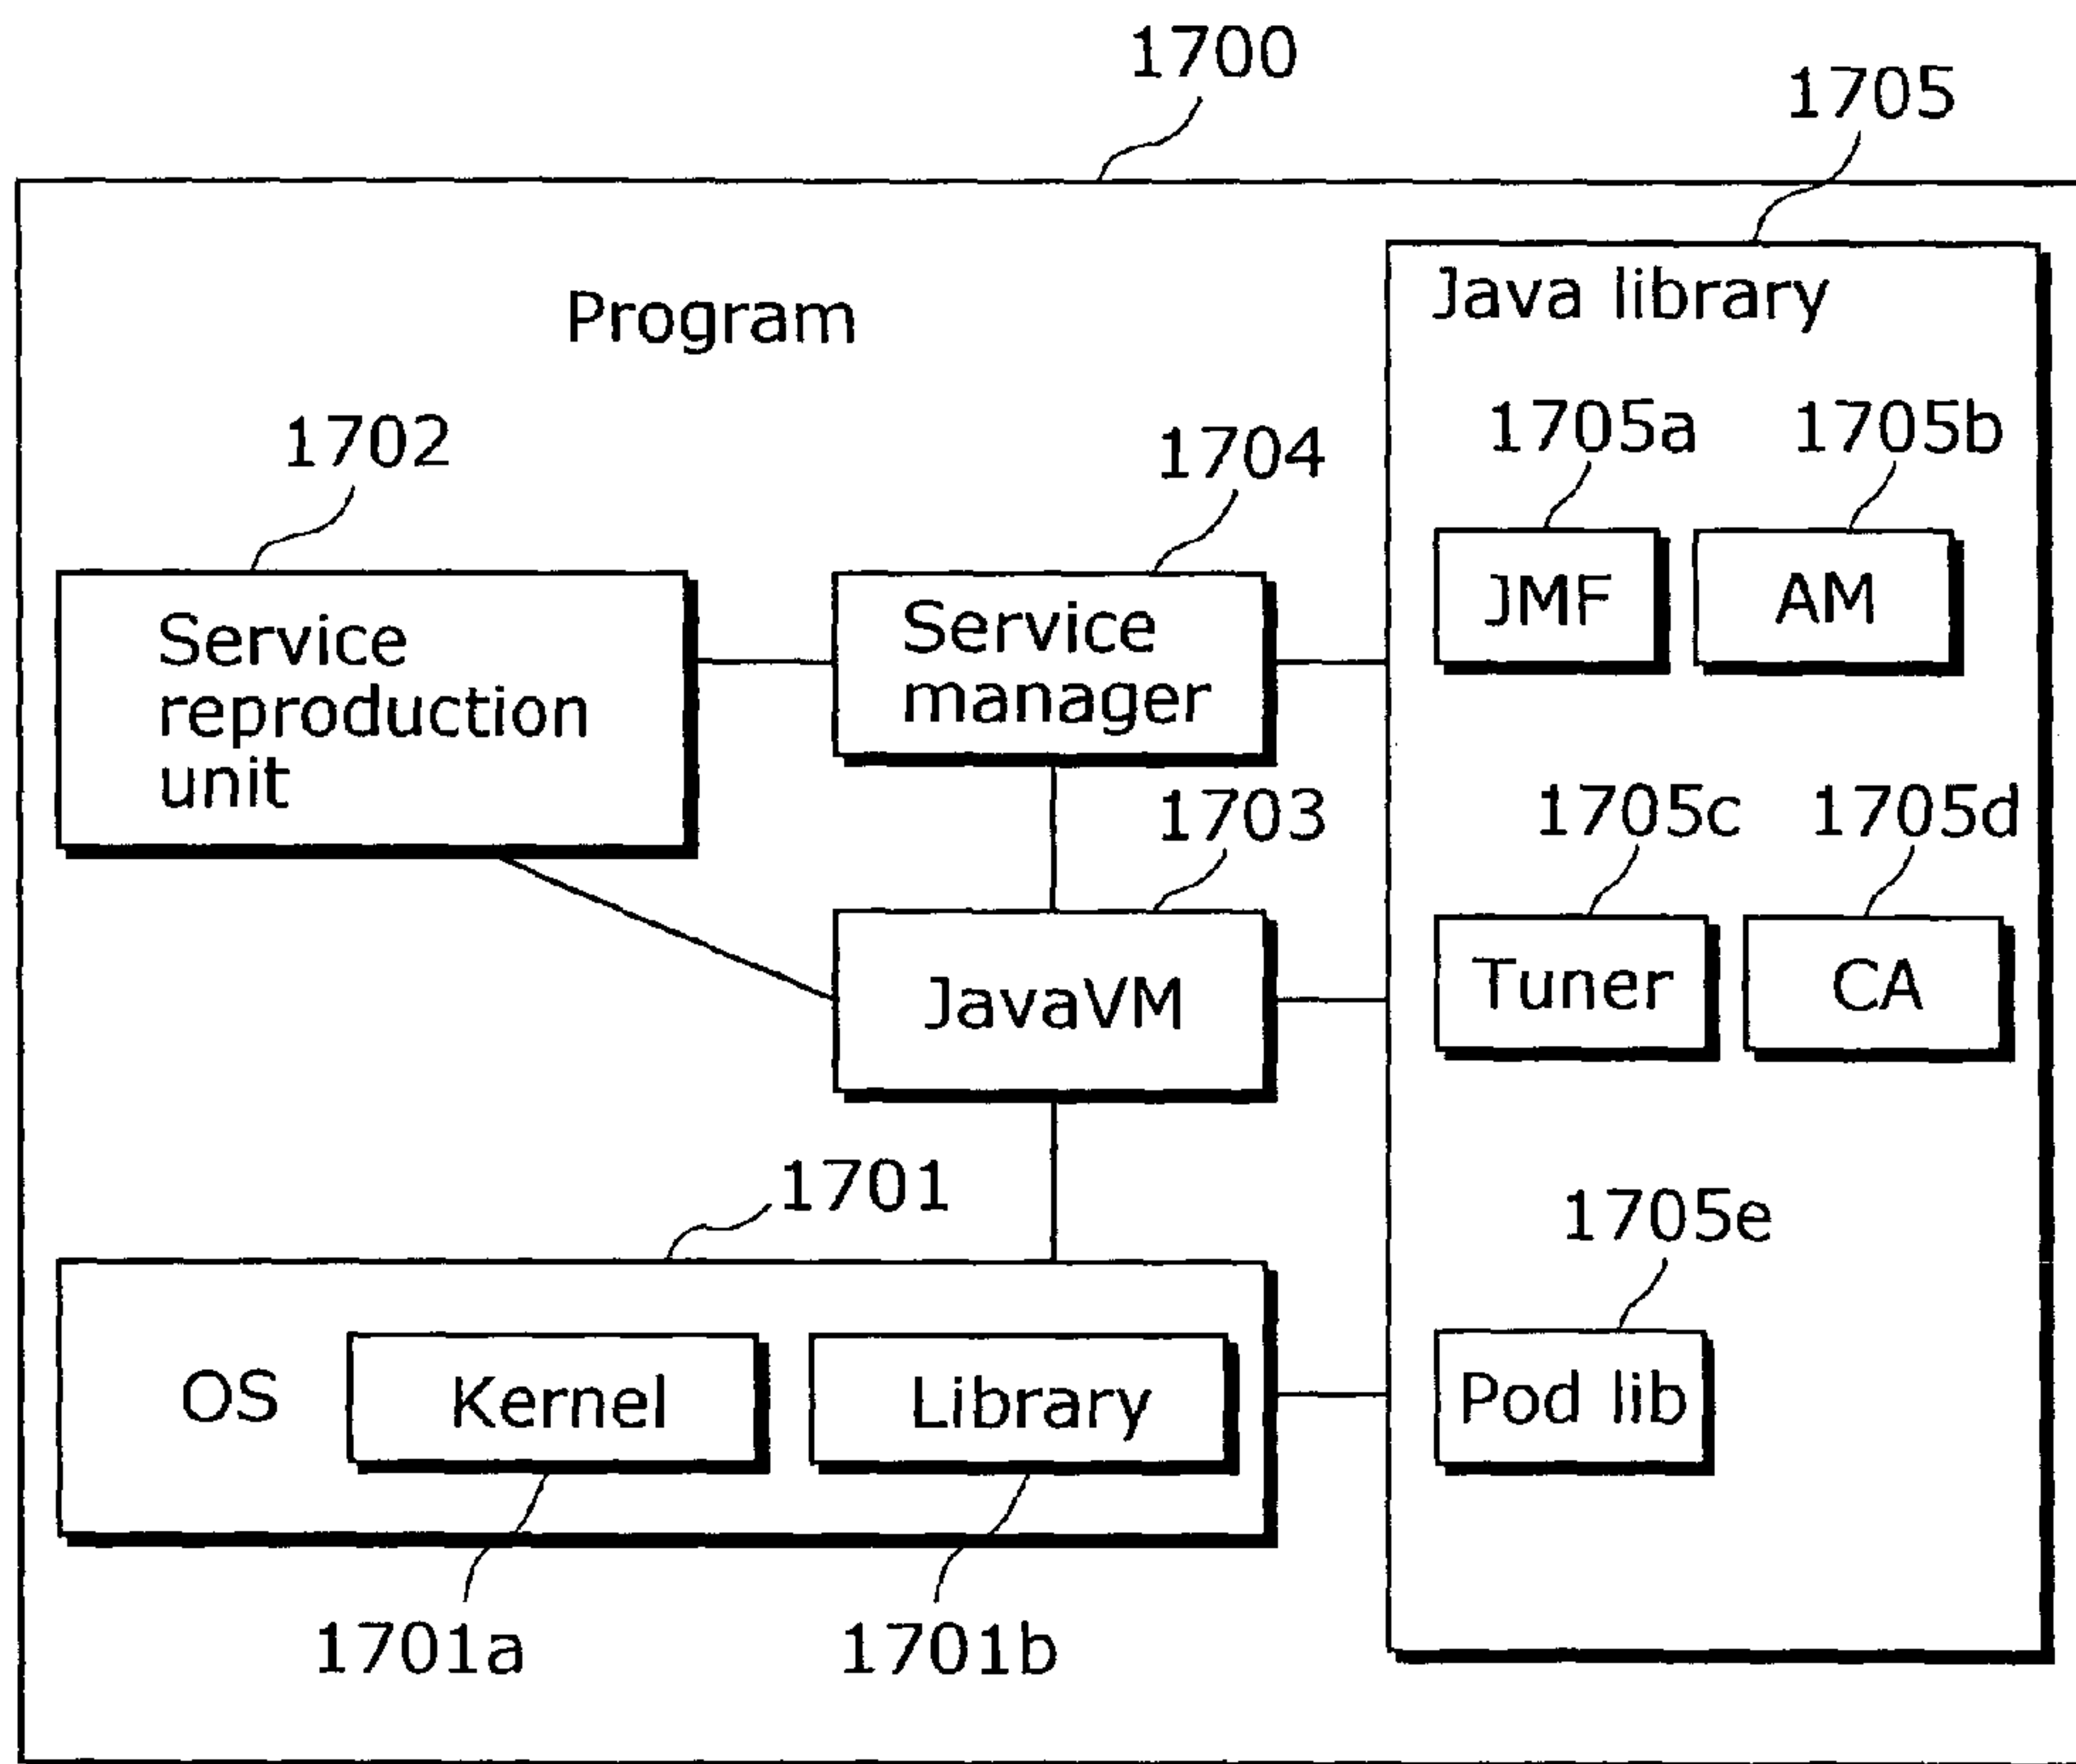 1700
1705
Program
Java library
1702
1704
1705a
1705b
Service
reproduction
unit
Service
manager
JMF
AM
1703
1705c
1705d
JavaVM
Tuner
CA
1701
1705e
OS
Kernel
Library
Pod lib
1701a
1701b